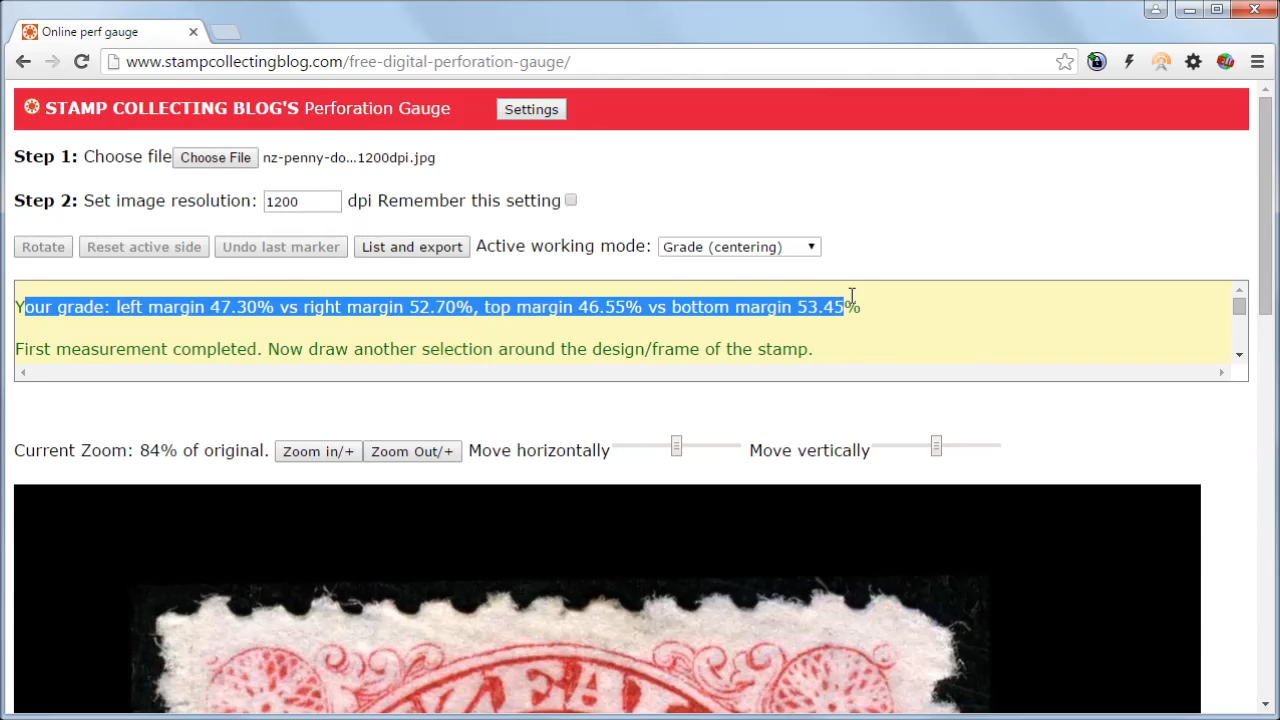 Online perf gauge
www.stampcollectingblog.com/free-digital-perforation-gauge/
STAMP COLLECTING BLOG'S Perforation Gauge Settings
Step 1: Choose file Choose File nz-penny-do...1200dpi.jpg
Step 2: Set image resolution: 1200 dpi Remember this setting
Rotate Reset active side Undo last marker List and export Active working mode: Grade (centering)
Your grade: left margin 47.30% vs right margin 52.70%, top margin 46.55% vs bottom margin 53.45%
First measurement completed. Now draw another selection around the design/frame of the stamp.
Current Zoom: 84% of original. Zoom in/+ Zoom Out/+ Move horizontally Move vertically